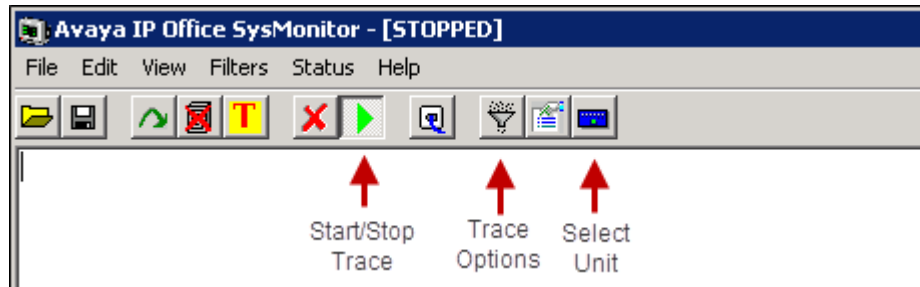 Avaya IP Office SysMonitor - [STOPPED]
File Edit View Filters Status Help
T
Start/Stop
Trace
Trace
Options
Select
Unit